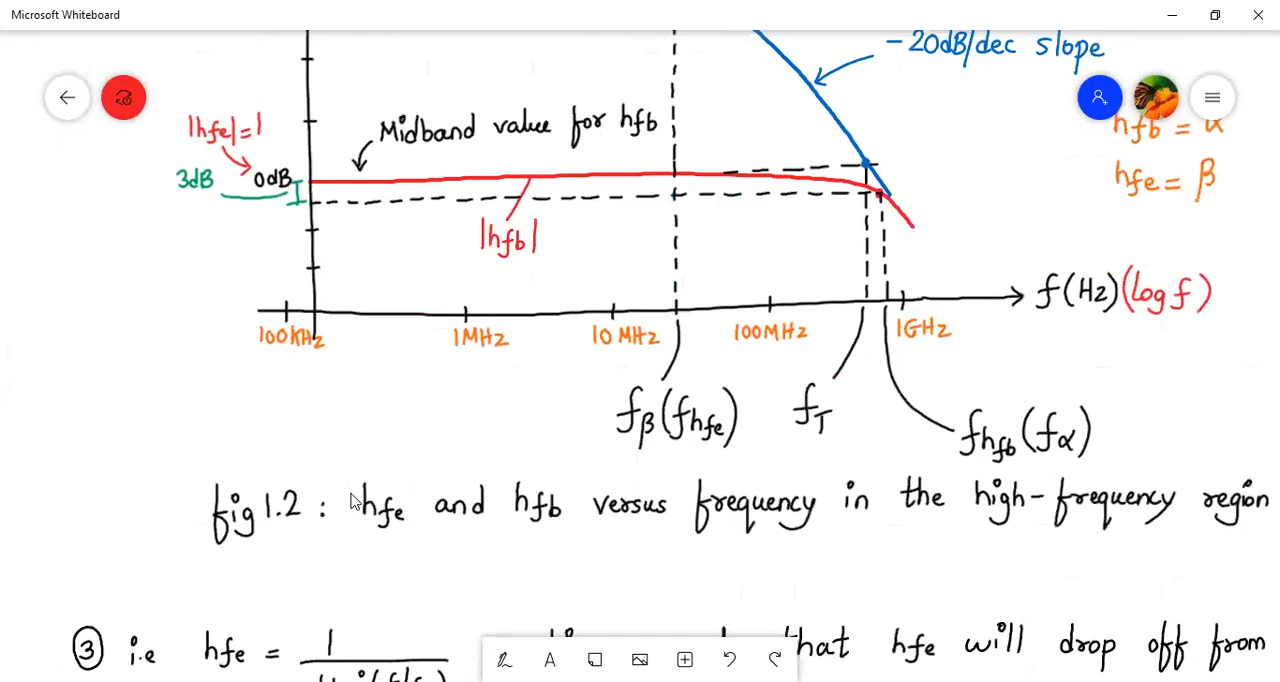 Microsoft Whiteboard
-20dB/dec slope
|hfe|=1
Midband value for hfb
hfb = α
3dB
0dB
hfe = β
|hfb|
f(Hz)(log f)
100KHz
1MHz
10MHz
100MHz
1GHz
fβ(fhfe)
fT
fhfb(fα)
fig 1.2 : hfe and hfb versus frequency in the high-frequency region
③ i.e hfe = 1
that hfe will drop off from